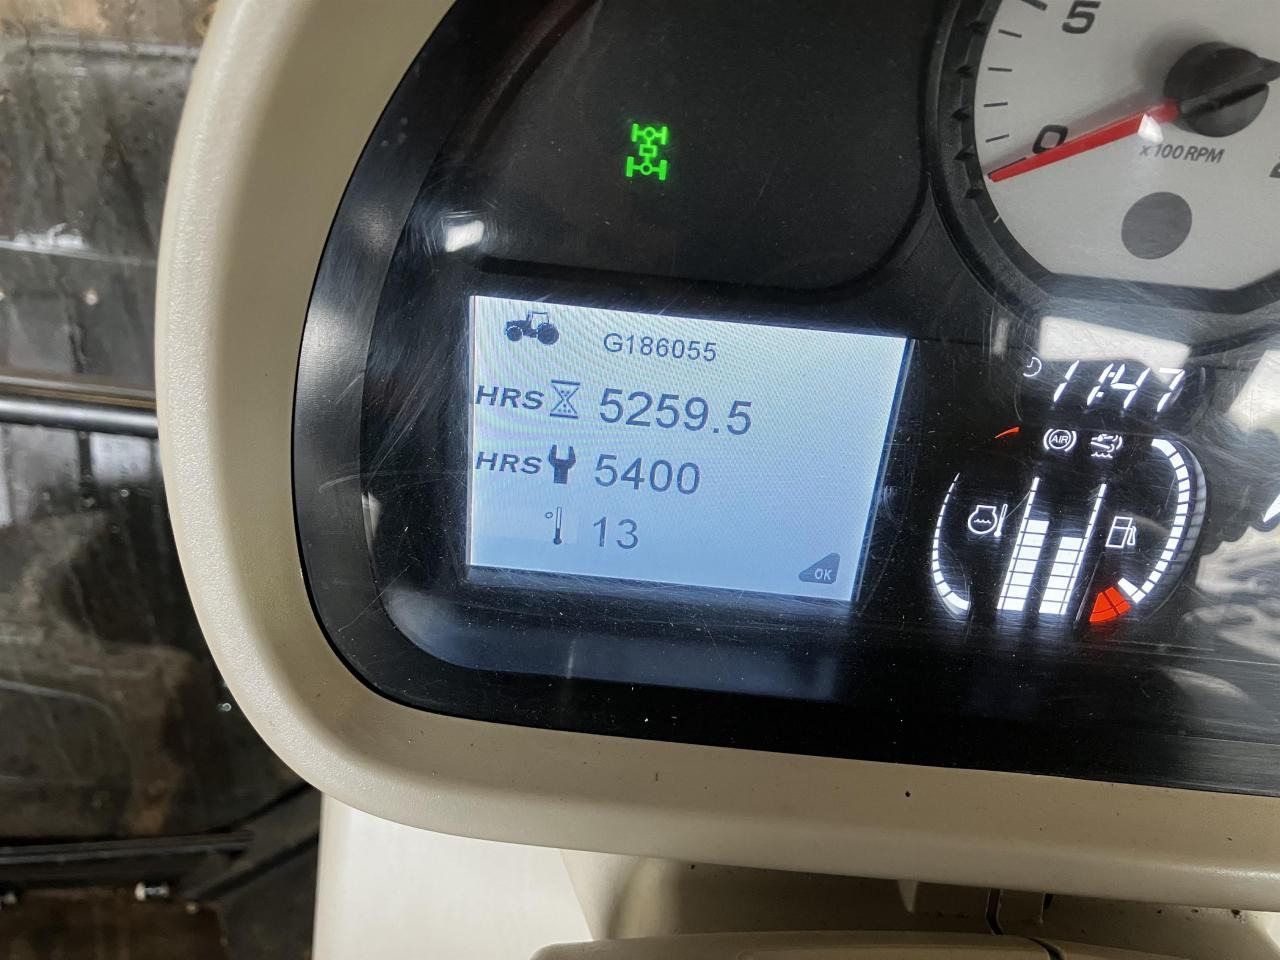 5
0
x100 RPM
G186055
HRS 5259.5
HRS 5400
° 13
OK
11:47
AIR